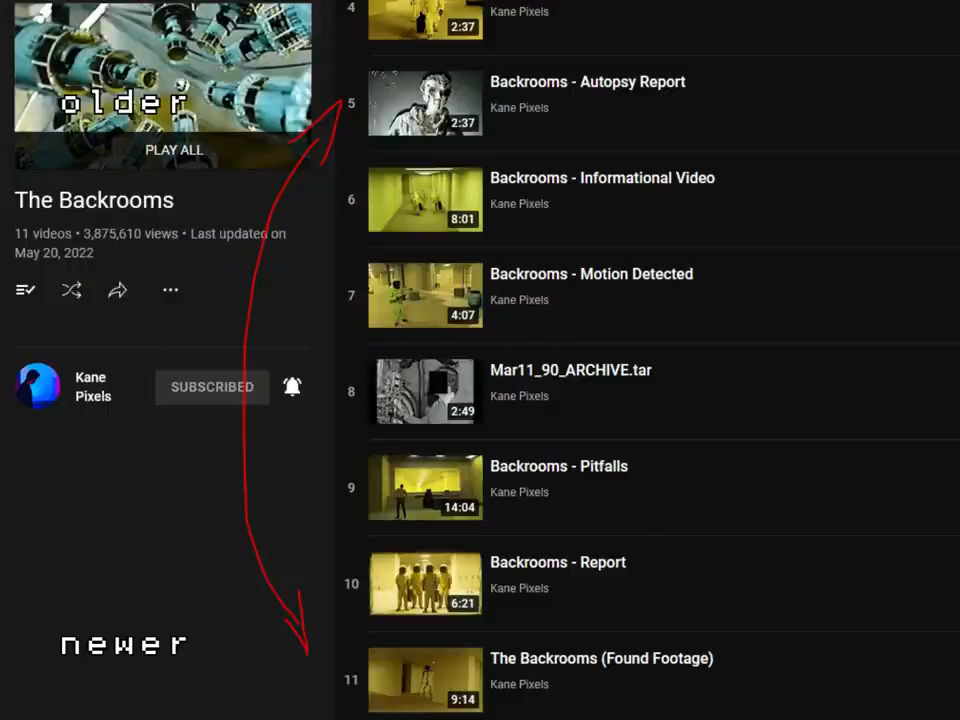 older
PLAY ALL
The Backrooms
11 videos • 3,875,610 views • Last updated on
May 20, 2022
Kane
Pixels
SUBSCRIBED
newer
4
2:37
Kane Pixels
5
2:37
Backrooms - Autopsy Report
Kane Pixels
6
8:01
Backrooms - Informational Video
Kane Pixels
7
4:07
Backrooms - Motion Detected
Kane Pixels
8
2:49
Mar11_90_ARCHIVE.tar
Kane Pixels
9
14:04
Backrooms - Pitfalls
Kane Pixels
10
6:21
Backrooms - Report
Kane Pixels
11
9:14
The Backrooms (Found Footage)
Kane Pixels